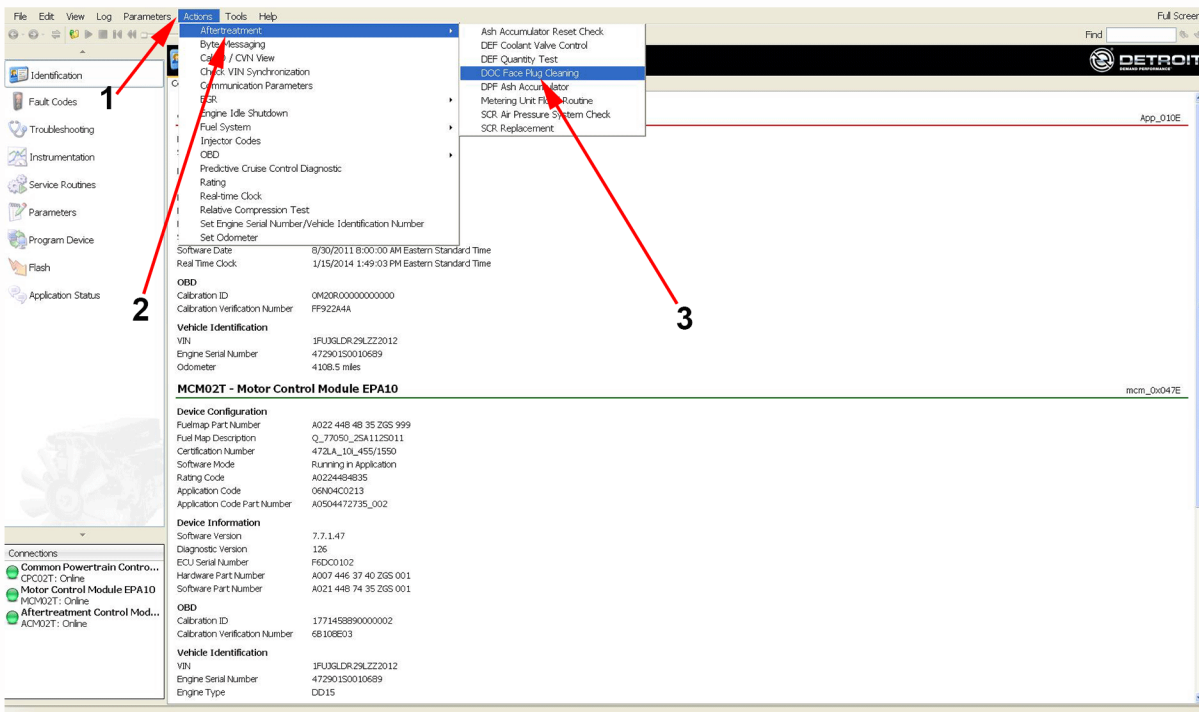 File Edit View Log Parameters Actions Tools Help Full Screen
Find
DETROIT
DEMAND PERFORMANCE
Identification
Fault Codes
Troubleshooting
Instrumentation
Service Routines
Parameters
Program Device
Flash
Application Status
Aftertreatment
Byte Messaging
CVN View
Check VIN Synchronization
Communication Parameters
EGR
Engine Idle Shutdown
Fuel System
Injector Codes
OBD
Predictive Cruise Control Diagnostic
Rating
Real-time Clock
Relative Compression Test
Set Engine Serial Number/Vehicle Identification Number
Set Odometer
Ash Accumulator Reset Check
DEF Coolant Valve Control
DEF Quantity Test
DOC Face Plug Cleaning
DPF Ash Accumulator
Metering Unit Routine
SCR Air Pressure System Check
SCR Replacement
1
2
3
App_010E
Software Date 8/30/2011 8:00:00 AM Eastern Standard Time
Real Time Clock 1/15/2014 1:49:03 PM Eastern Standard Time
OBD
Calibration ID 0M20R00000000000
Calibration Verification Number FF922A4A
Vehicle Identification
VIN 1FUJGLDR29LZZ2012
Engine Serial Number 472901S0010689
Odometer 4108.5 miles
MCM02T - Motor Control Module EPA10 mcm_0x047E
Device Configuration
Fuelmap Part Number A022 448 48 35 ZGS 999
Fuel Map Description Q_77050_2SA112S011
Certification Number 472LA_10i_455/1550
Software Mode Running in Application
Rating Code A0224484835
Application Code 06N04C0213
Application Code Part Number A0504472735_002
Device Information
Software Version 7.7.1.47
Diagnostic Version 126
ECU Serial Number F6DC0102
Hardware Part Number A007 446 37 40 ZGS 001
Software Part Number A021 448 74 35 ZGS 001
OBD
Calibration ID 1771458890000002
Calibration Verification Number 6B108E03
Vehicle Identification
VIN 1FUJGLDR29LZZ2012
Engine Serial Number 472901S0010689
Engine Type DD15
Connections
Common Powertrain Contro...
CPC02T: Online
Motor Control Module EPA10
MCM02T: Online
Aftertreatment Control Mod...
ACM02T: Online